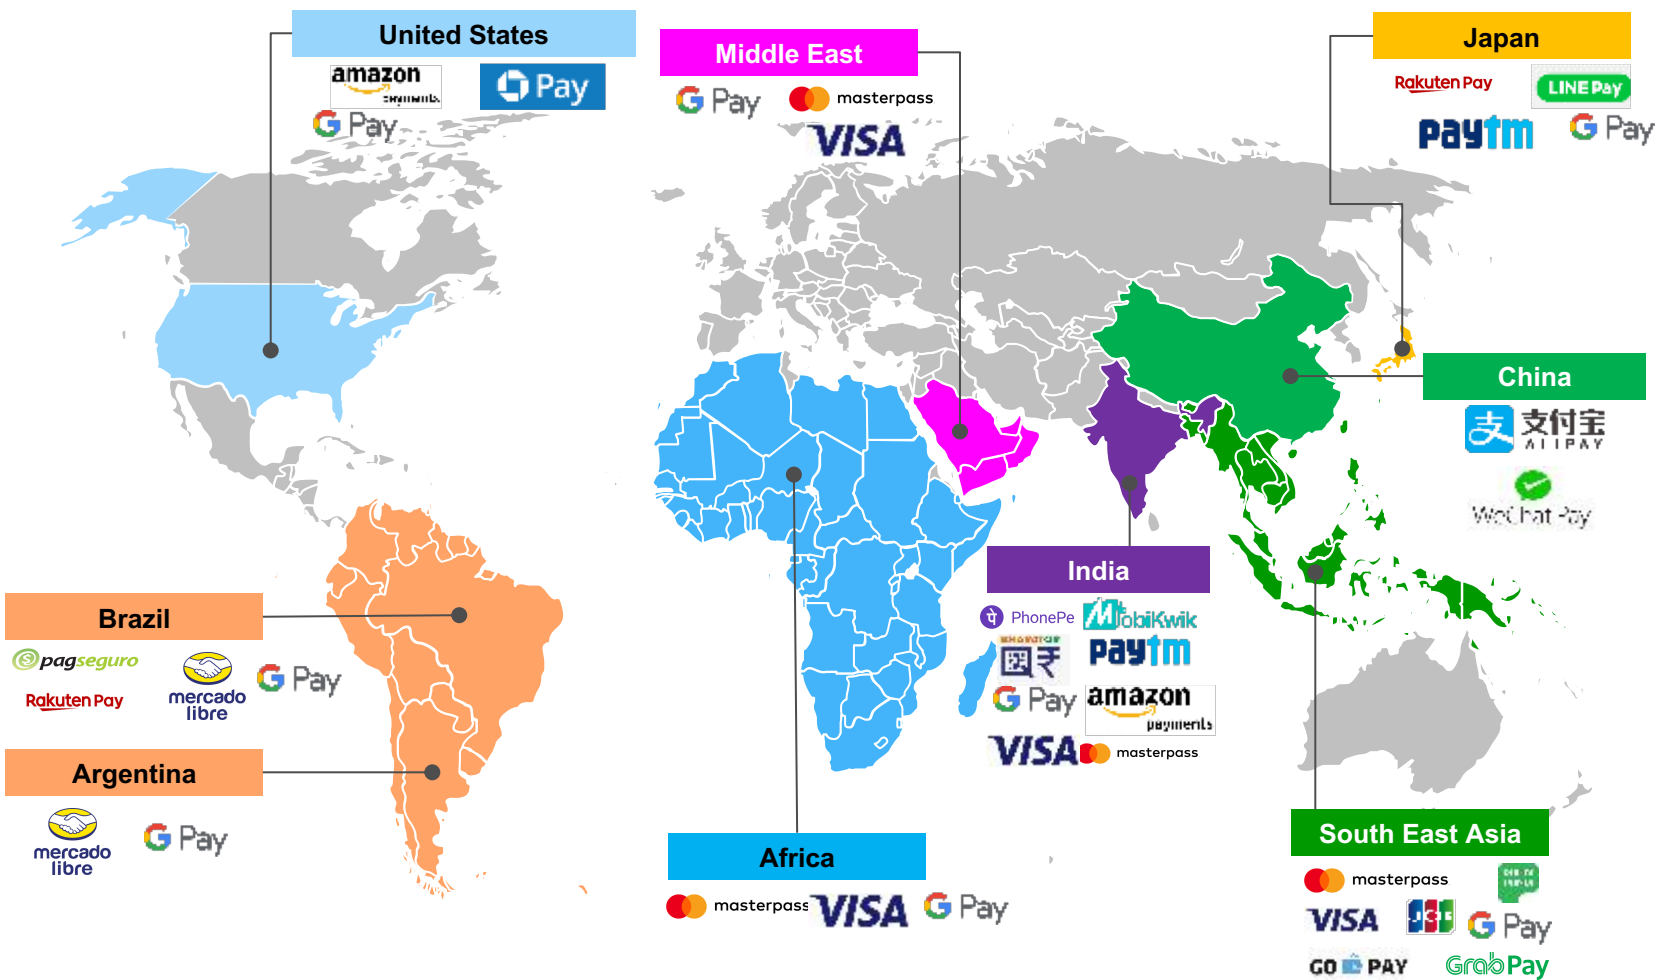 United States
amazon
payments
Pay
G Pay
Middle East
G Pay
masterpass
VISA
Japan
Rakuten Pay
LINE Pay
paytm
G Pay
China
支
支付宝
ALIPAY
WeChat Pay
India
PhonePe
MobiKwik
paytm
G Pay
amazon
payments
VISA
masterpass
Brazil
pagseguro
Rakuten Pay
mercado
libre
G Pay
Argentina
mercado
libre
G Pay
Africa
masterpass
VISA
G Pay
South East Asia
masterpass
VISA
JCB
G Pay
GO PAY
GrabPay